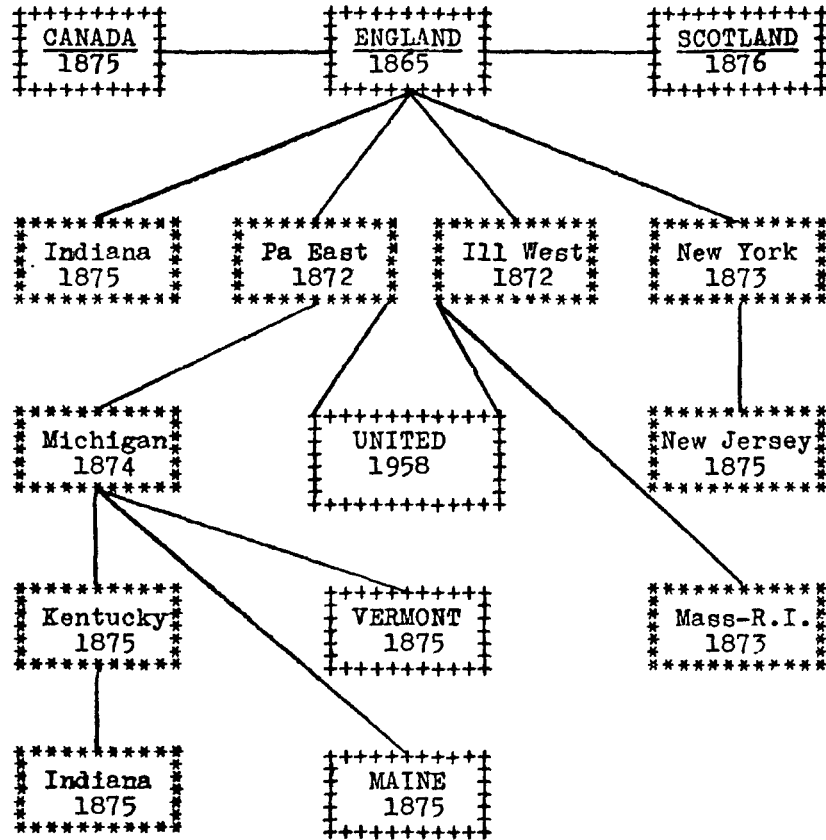 CANADA
1875
ENGLAND
1865
SCOTLAND
1876
Indiana
1875
Pa East
1872
Ill West
1872
New York
1873
Michigan
1874
UNITED
1958
New Jersey
1875
Kentucky
1875
VERMONT
1875
Mass-R.I.
1873
Indiana
1875
MAINE
1875